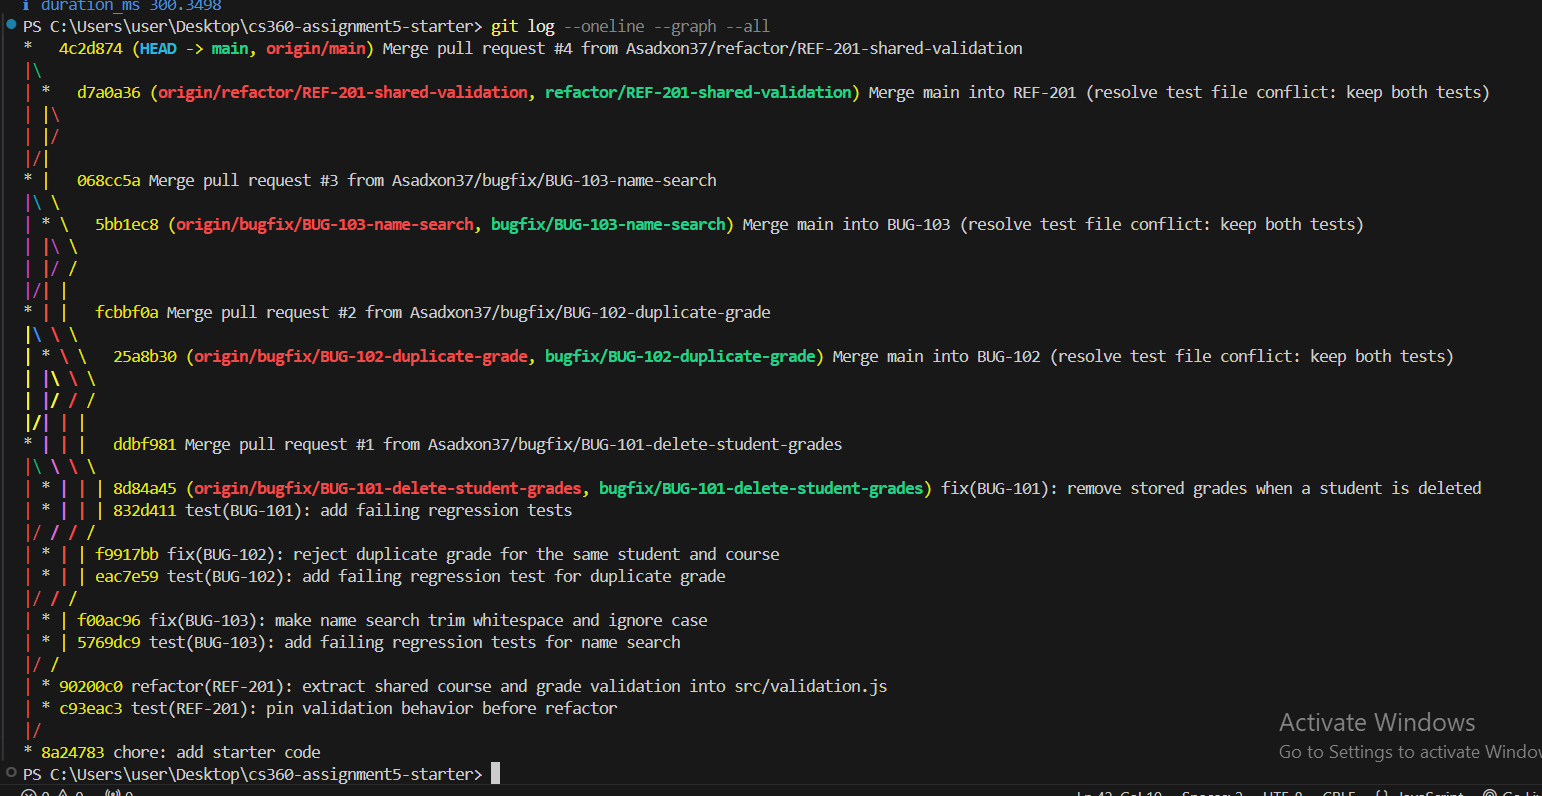 ℹ duration_ms 300.3498
PS C:\Users\user\Desktop\cs360-assignment5-starter> git log --oneline --graph --all
*   4c2d874 (HEAD -> main, origin/main) Merge pull request #4 from Asadxon37/refactor/REF-201-shared-validation
|\
| *   d7a0a36 (origin/refactor/REF-201-shared-validation, refactor/REF-201-shared-validation) Merge main into REF-201 (resolve test file conflict: keep both tests)
| |\
| |/
|/|
* |   068cc5a Merge pull request #3 from Asadxon37/bugfix/BUG-103-name-search
|\ \
| * \   5bb1ec8 (origin/bugfix/BUG-103-name-search, bugfix/BUG-103-name-search) Merge main into BUG-103 (resolve test file conflict: keep both tests)
| |\ \
| |/ /
|/| |
* | |   fcbbf0a Merge pull request #2 from Asadxon37/bugfix/BUG-102-duplicate-grade
|\ \ \
| * \ \   25a8b30 (origin/bugfix/BUG-102-duplicate-grade, bugfix/BUG-102-duplicate-grade) Merge main into BUG-102 (resolve test file conflict: keep both tests)
| |\ \ \
| |/ / /
|/| | |
* | | |   ddbf981 Merge pull request #1 from Asadxon37/bugfix/BUG-101-delete-student-grades
|\ \ \ \
| * | | | 8d84a45 (origin/bugfix/BUG-101-delete-student-grades, bugfix/BUG-101-delete-student-grades) fix(BUG-101): remove stored grades when a student is deleted
| * | | | 832d411 test(BUG-101): add failing regression tests
|/ / / /
| * | | f9917bb fix(BUG-102): reject duplicate grade for the same student and course
| * | | eac7e59 test(BUG-102): add failing regression test for duplicate grade
|/ / /
| * | f00ac96 fix(BUG-103): make name search trim whitespace and ignore case
| * | 5769dc9 test(BUG-103): add failing regression tests for name search
|/ /
| * 90200c0 refactor(REF-201): extract shared course and grade validation into src/validation.js
| * c93eac3 test(REF-201): pin validation behavior before refactor
|/
* 8a24783 chore: add starter code
PS C:\Users\user\Desktop\cs360-assignment5-starter>
Activate Windows
Go to Settings to activate Window